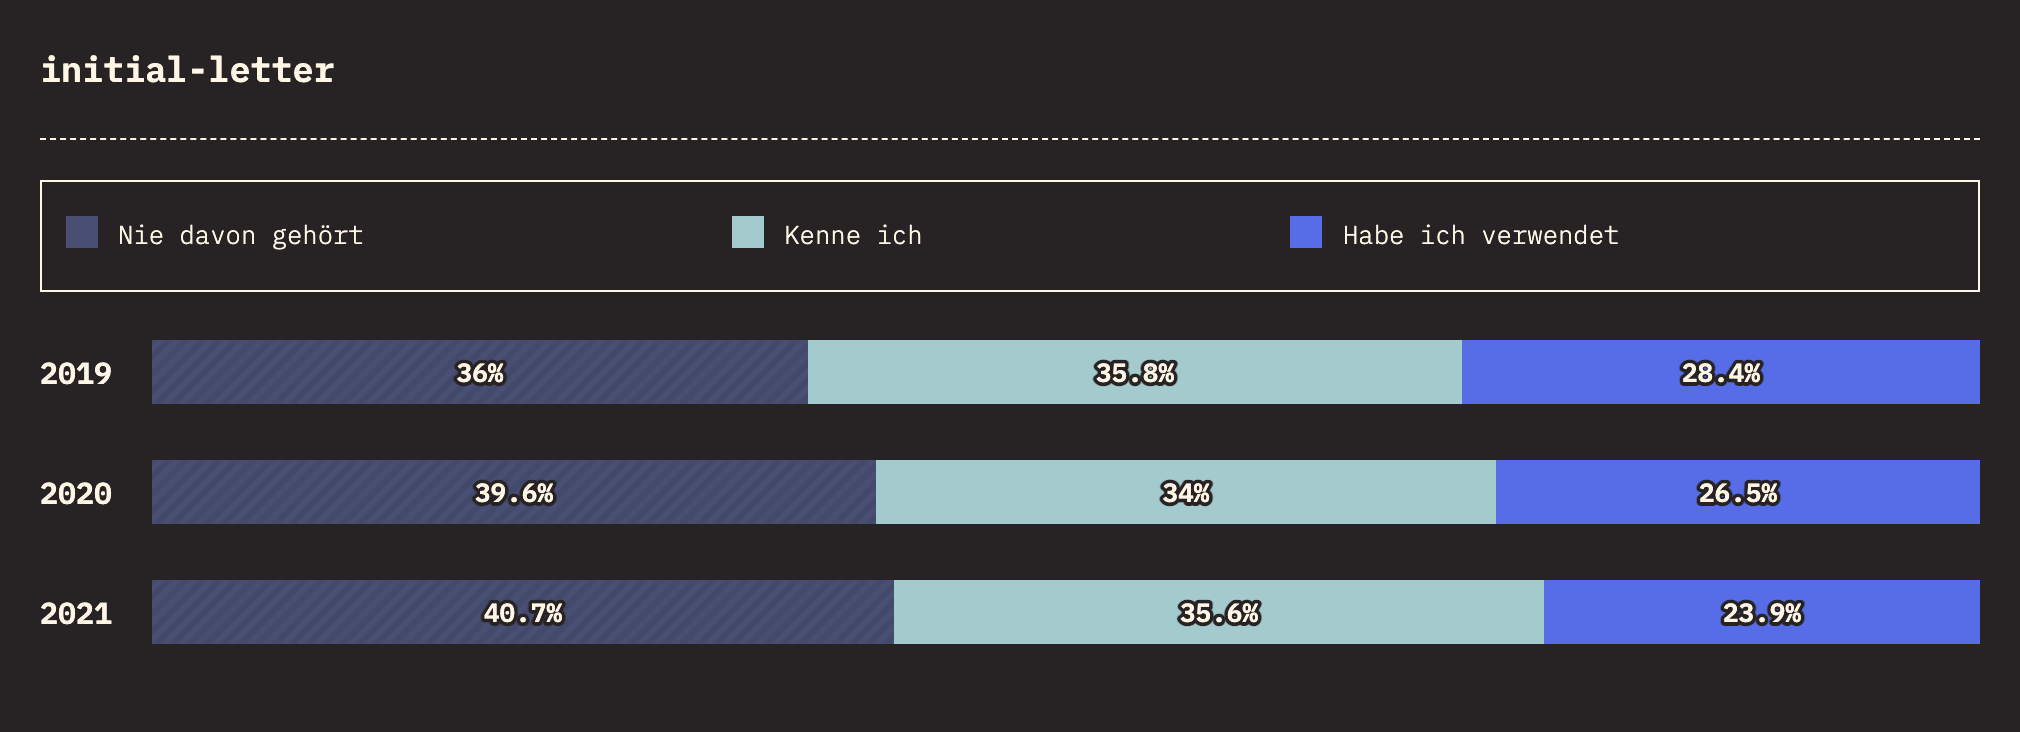 initial-letter
Nie davon gehört Kenne ich Habe ich verwendet
2019 36% 35.8% 28.4%
2020 39.6% 34% 26.5%
2021 40.7% 35.6% 23.9%